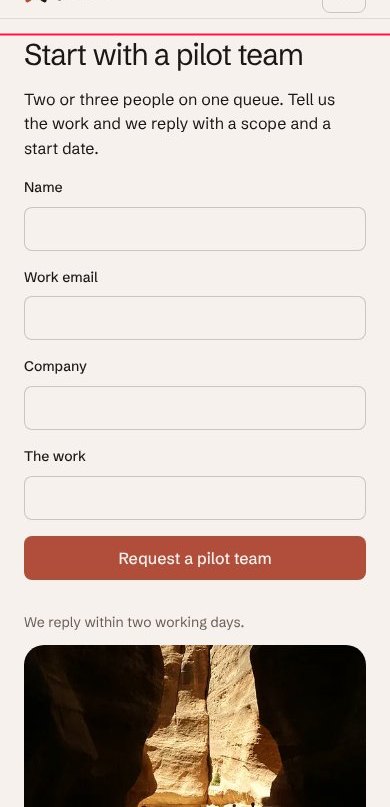 Start with a pilot team
Two or three people on one queue. Tell us
the work and we reply with a scope and a
start date.
Name
Work email
Company
The work
Request a pilot team
We reply within two working days.